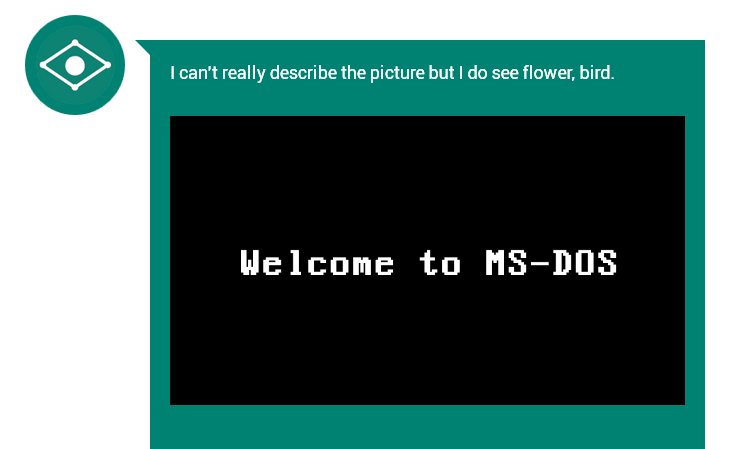 I can't really describe the picture but I do see flower, bird.
Welcome to MS-DOS